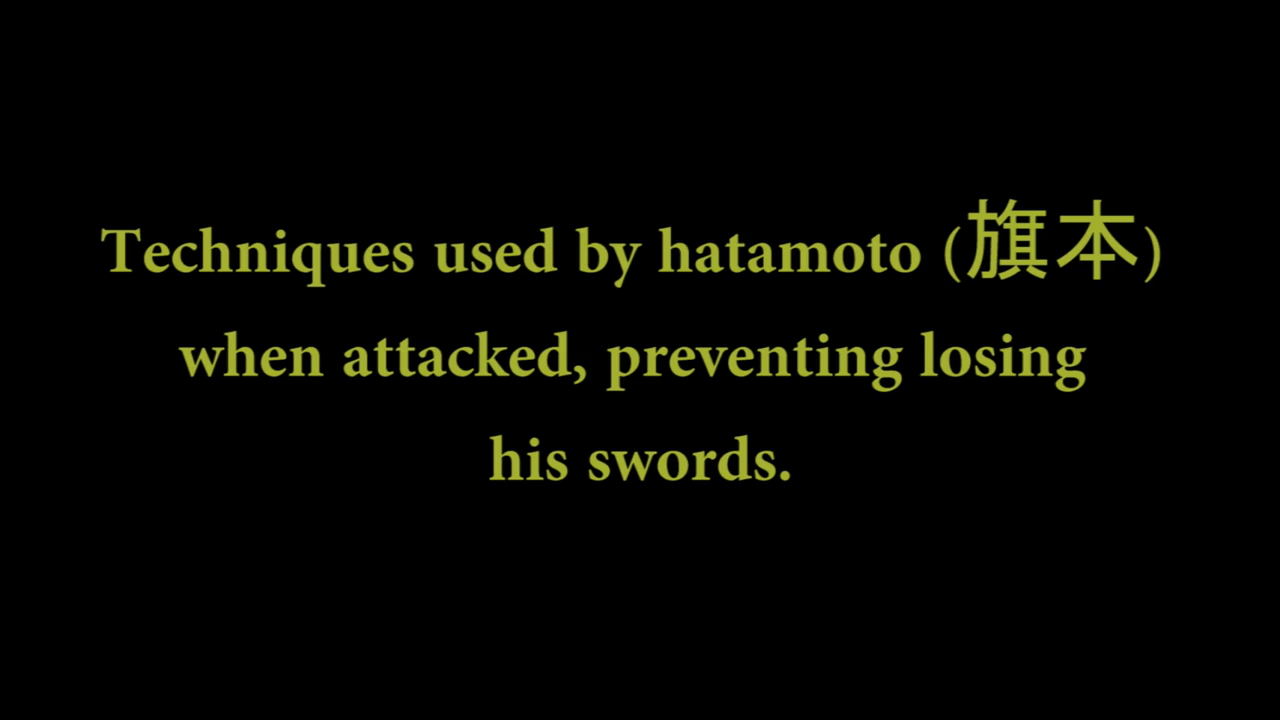 Techniques used by hatamoto (旗本)
when attacked, preventing losing
his swords.